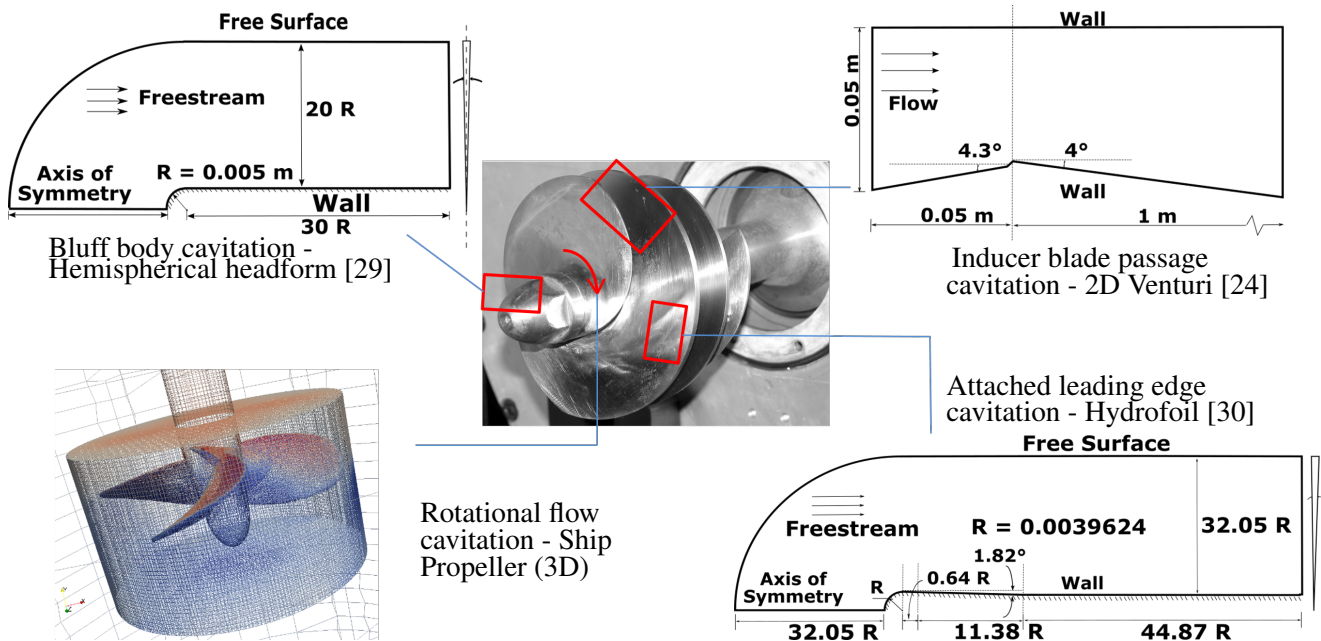 Free Surface
Freestream
20 R
Axis of
Symmetry
R = 0.005 m
Wall
30 R
Bluff body cavitation -
Hemispherical headform [29]
Wall
0.05 m
Flow
4.3°
4°
Wall
0.05 m
1 m
Inducer blade passage
cavitation - 2D Venturi [24]
Rotational flow
cavitation - Ship
Propeller (3D)
Attached leading edge
cavitation - Hydrofoil [30]
Free Surface
Freestream
R = 0.0039624
32.05 R
1.82°
Axis of
Symmetry
R
0.64 R
Wall
32.05 R
11.38 R
44.87 R